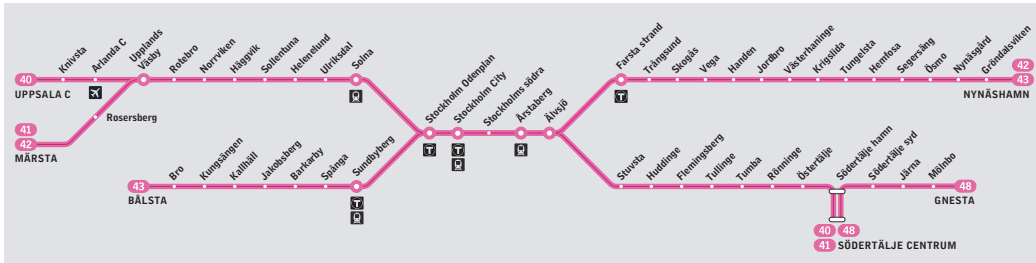 40
UPPSALA C
Knivsta
Arlanda C
Upplands
Väsby
Rotebro
Norrviken
Häggvik
Sollentuna
Helenelund
Ulriksdal
Solna
41
42
MÄRSTA
Rosersberg
43
BÅLSTA
Bro
Kungsängen
Kallhäll
Jakobsberg
Barkarby
Spånga
Sundbyberg
T
Stockholm Odenplan
T
Stockholm City
T
Stockholms södra
Årstaberg
Älvsjö
Farsta strand
T
Trångsund
Skogås
Vega
Handen
Jordbro
Västerhaninge
Krigslida
Tungelsta
Hemfosa
Segersäng
Ösmo
Nynäsgård
Gröndalsviken
42
43
NYNÄSHAMN
Stuvsta
Huddinge
Flemingsberg
Tullinge
Tumba
Rönninge
Östertälje
Södertälje hamn
Södertälje syd
Järna
Mölnbo
48
GNESTA
40 48
41 SÖDERTÄLJE CENTRUM